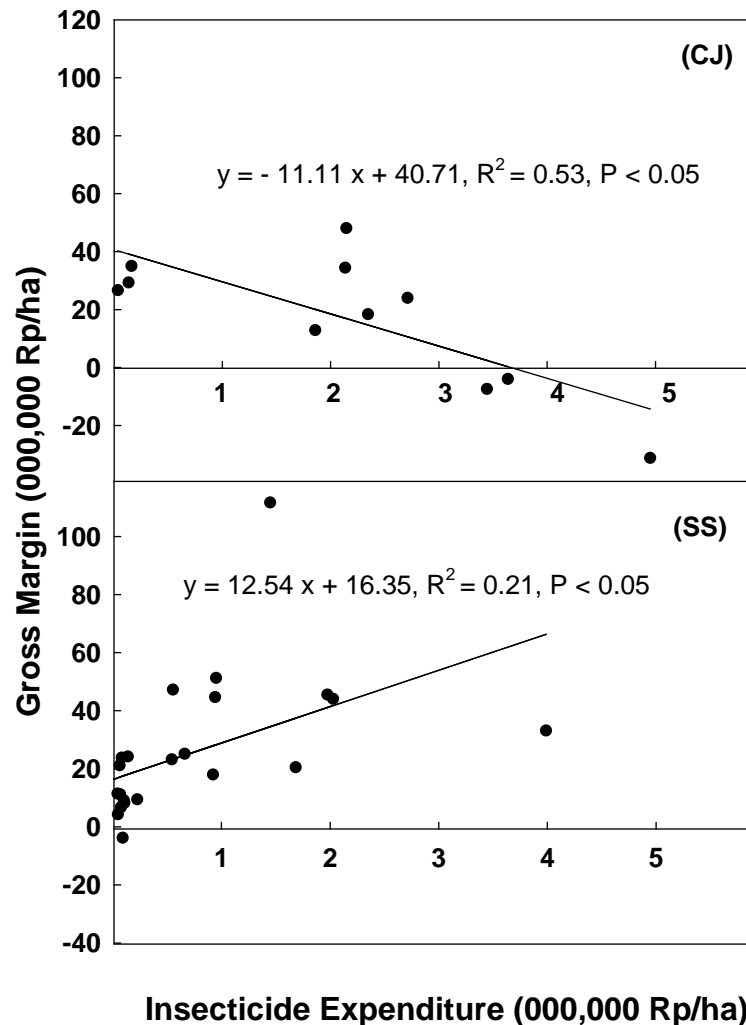 120
(CJ)
100
80
y = - 11.11 x + 40.71, R² = 0.53, P < 0.05
60
40
20
0
1 2 3 4 5
-20
Gross Margin (000,000 Rp/ha)
(SS)
100
80
y = 12.54 x + 16.35, R² = 0.21, P < 0.05
60
40
20
0
1 2 3 4 5
-20
-40
Insecticide Expenditure (000,000 Rp/ha)